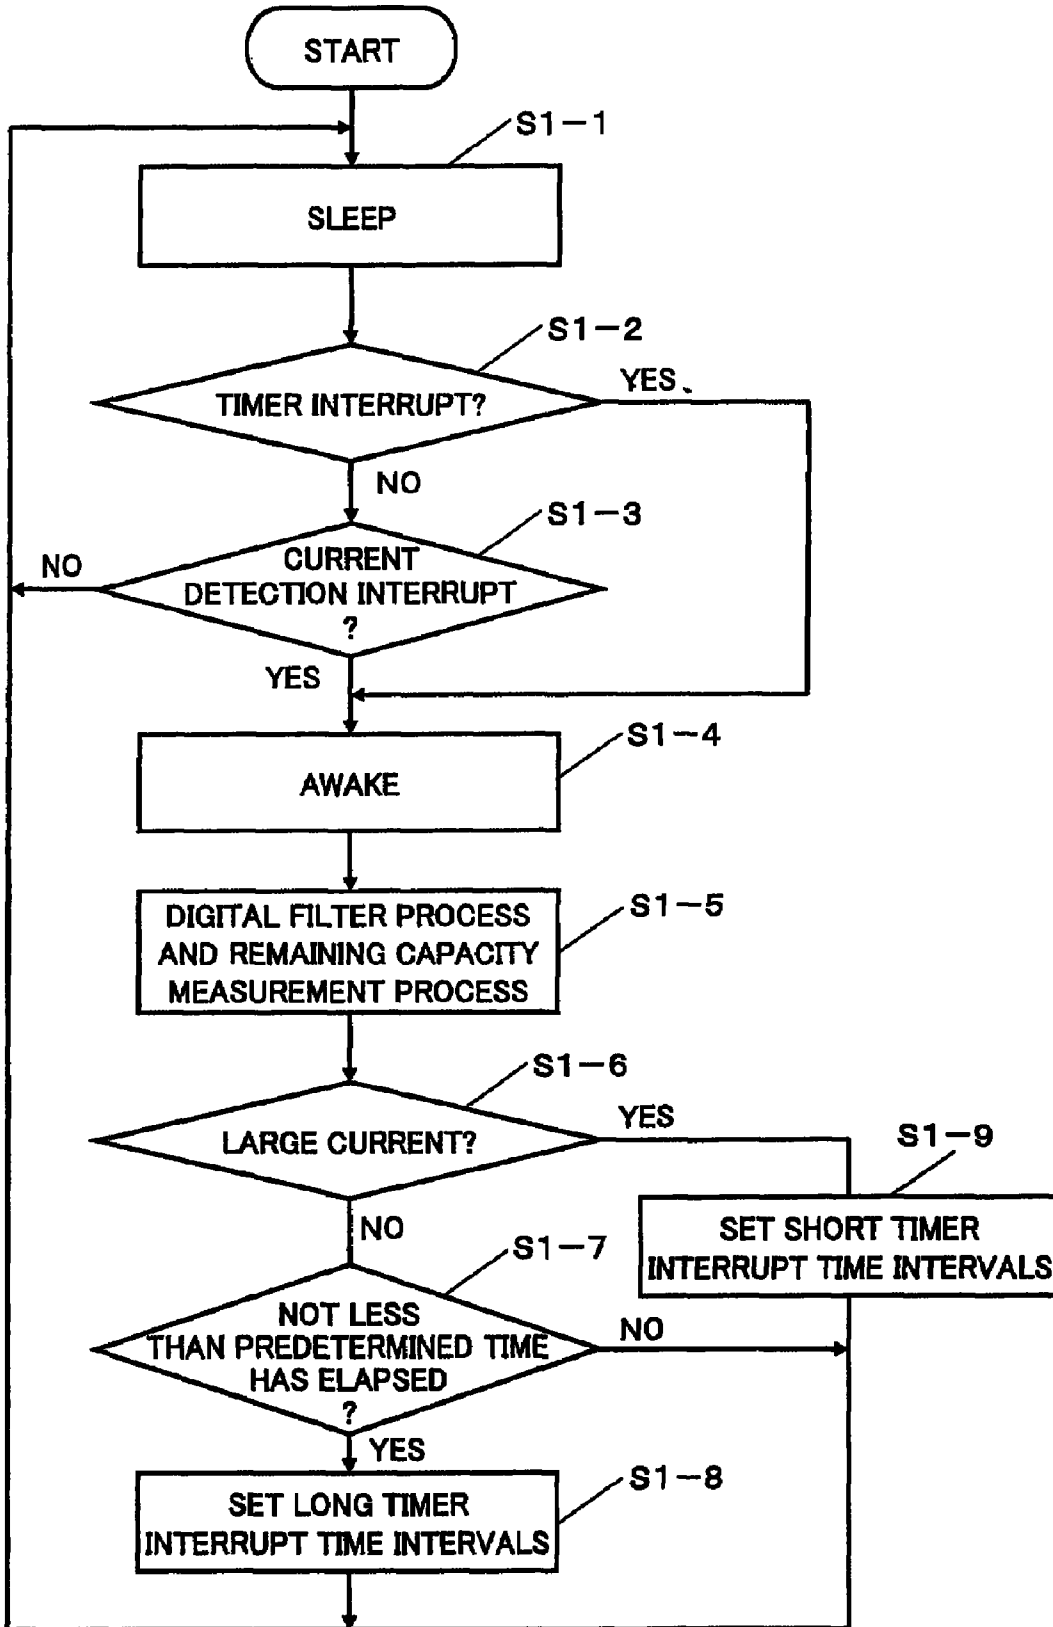 START
S1-1
SLEEP
S1-2
TIMER INTERRUPT?
YES
NO
S1-3
CURRENT
DETECTION INTERRUPT
?
NO
YES
S1-4
AWAKE
S1-5
DIGITAL FILTER PROCESS
AND REMAINING CAPACITY
MEASUREMENT PROCESS
S1-6
LARGE CURRENT?
YES
NO
S1-9
SET SHORT TIMER
INTERRUPT TIME INTERVALS
S1-7
NOT LESS
THAN PREDETERMINED TIME
HAS ELAPSED
?
NO
YES
S1-8
SET LONG TIMER
INTERRUPT TIME INTERVALS